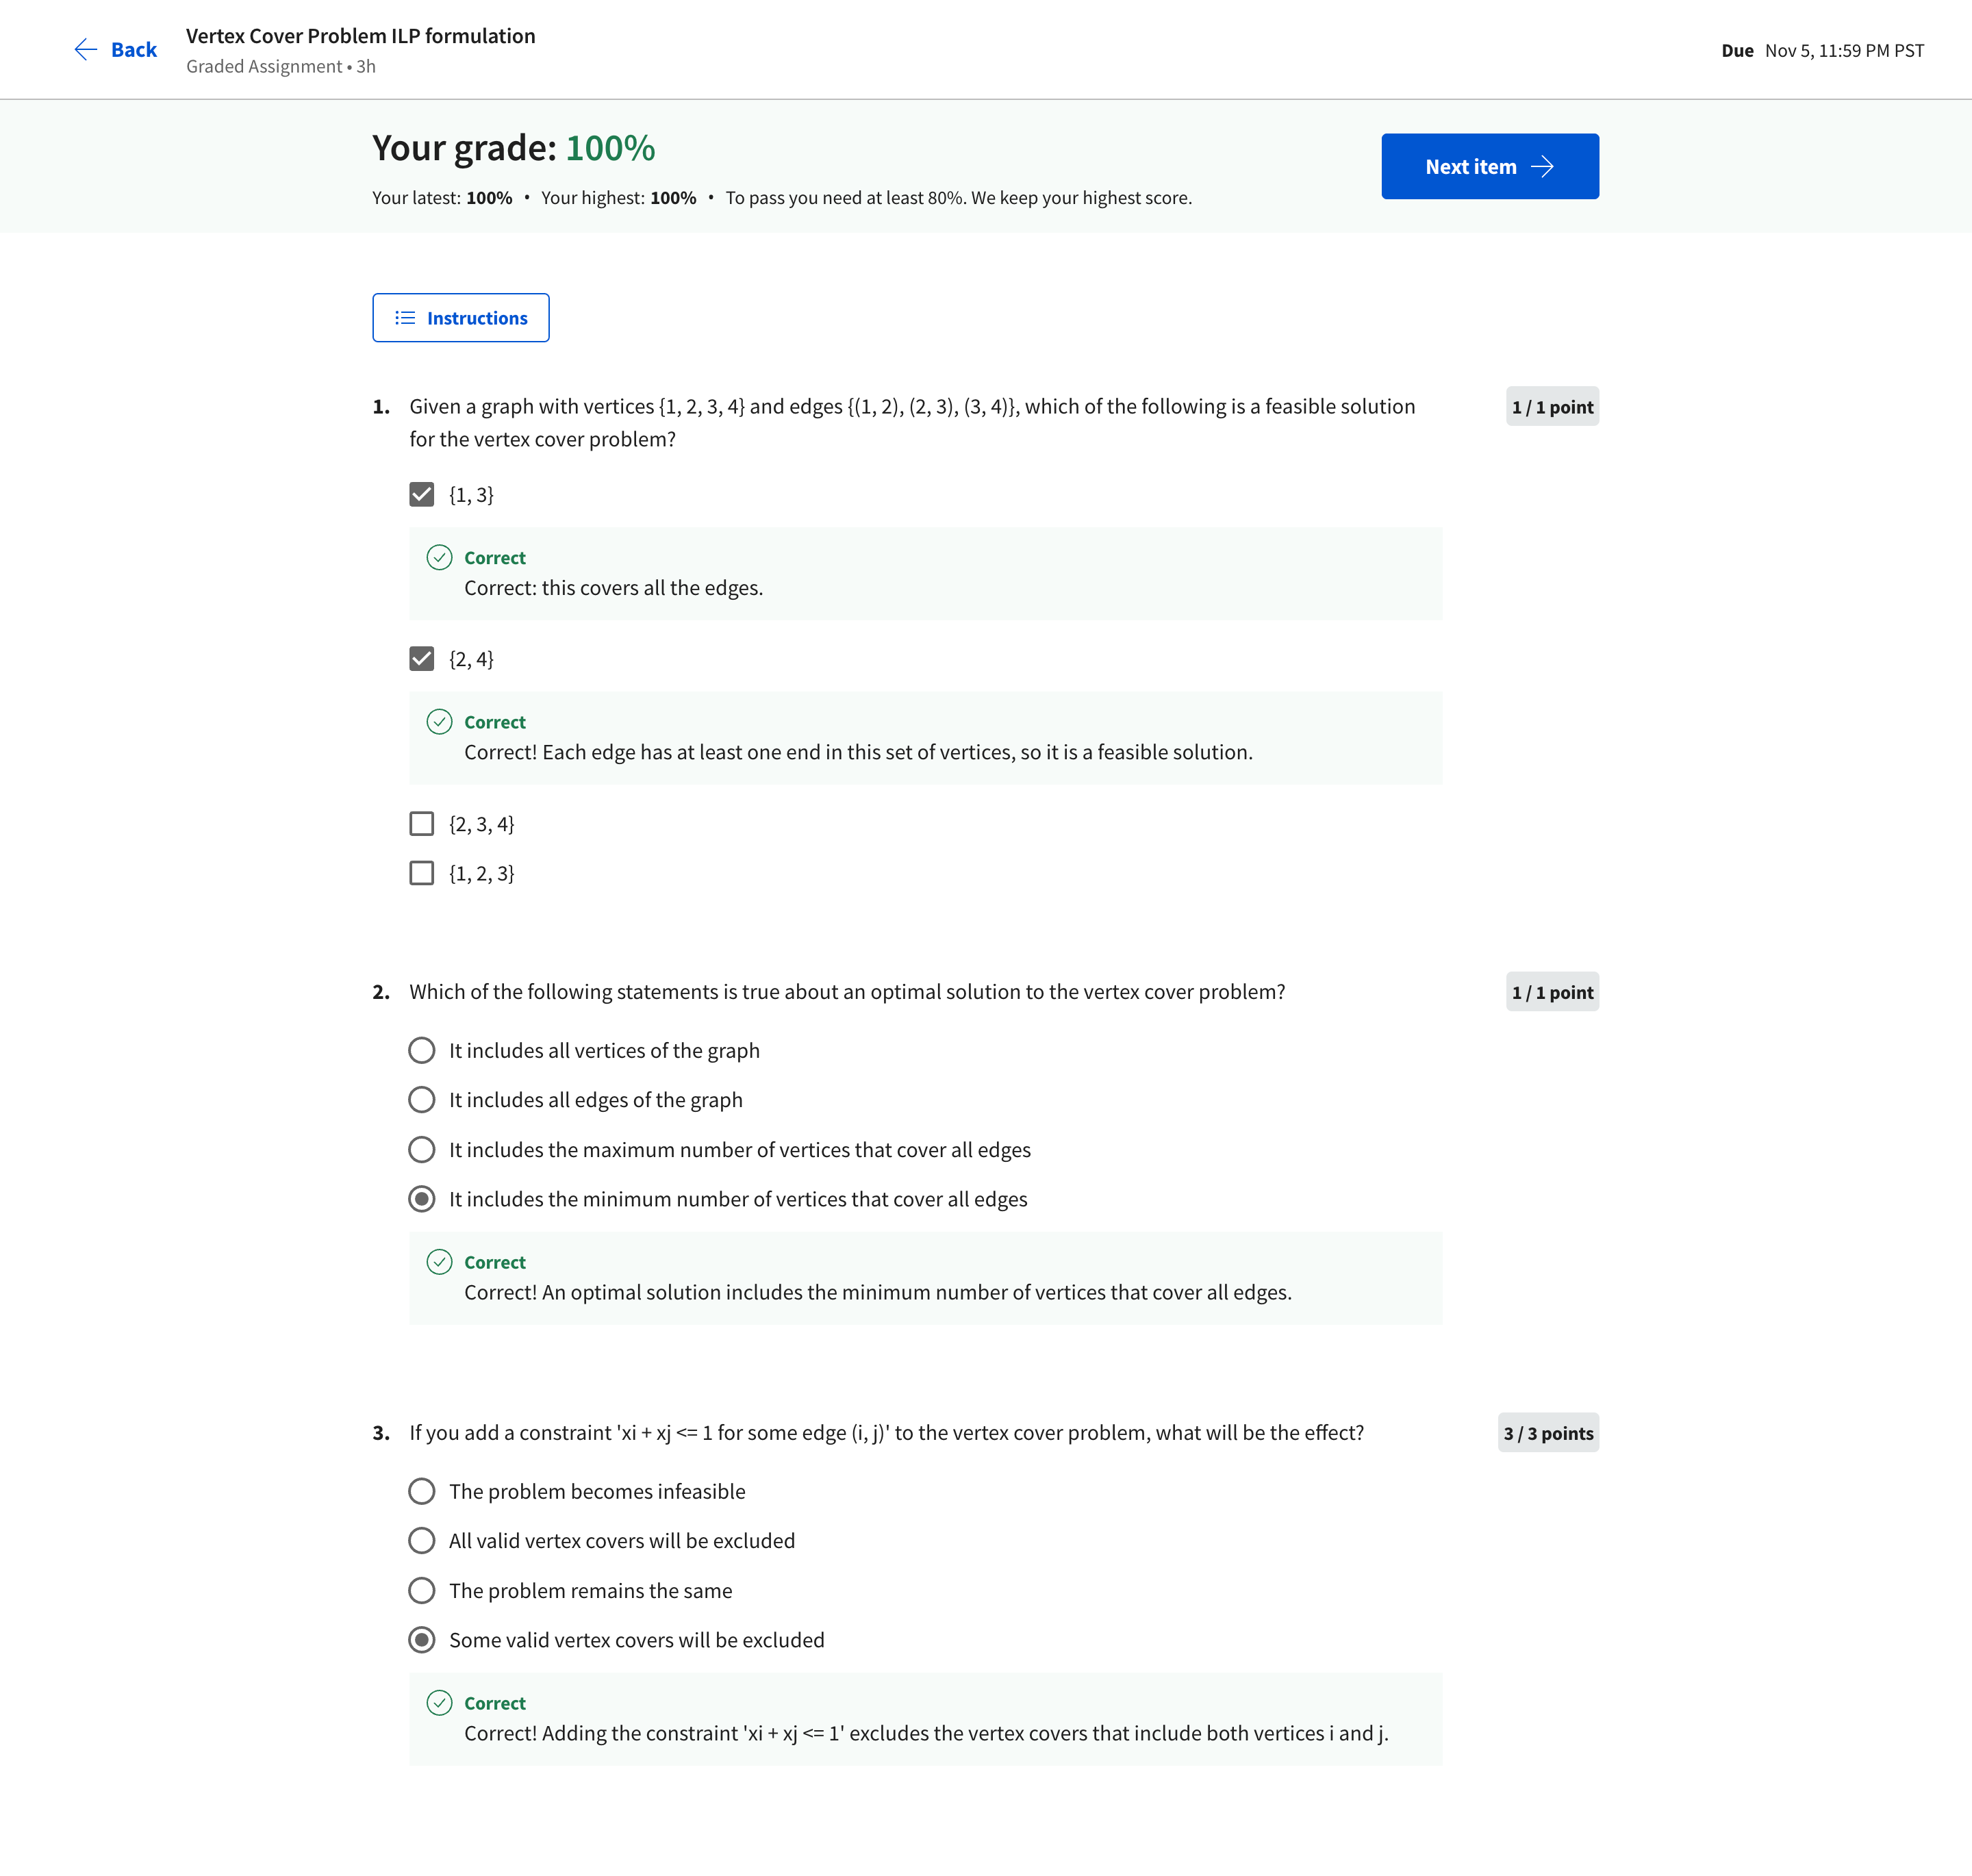 Back
Vertex Cover Problem ILP formulation
Graded Assignment • 3h
Due Nov 5, 11:59 PM PST
Your grade: 100%
Your latest: 100% • Your highest: 100% • To pass you need at least 80%. We keep your highest score.
Next item
Instructions
1. Given a graph with vertices {1, 2, 3, 4} and edges {(1, 2), (2, 3), (3, 4)}, which of the following is a feasible solution
for the vertex cover problem?
1 / 1 point
{1, 3}
Correct
Correct: this covers all the edges.
{2, 4}
Correct
Correct! Each edge has at least one end in this set of vertices, so it is a feasible solution.
{2, 3, 4}
{1, 2, 3}
2. Which of the following statements is true about an optimal solution to the vertex cover problem?
1 / 1 point
It includes all vertices of the graph
It includes all edges of the graph
It includes the maximum number of vertices that cover all edges
It includes the minimum number of vertices that cover all edges
Correct
Correct! An optimal solution includes the minimum number of vertices that cover all edges.
3. If you add a constraint 'xi + xj <= 1 for some edge (i, j)' to the vertex cover problem, what will be the effect?
3 / 3 points
The problem becomes infeasible
All valid vertex covers will be excluded
The problem remains the same
Some valid vertex covers will be excluded
Correct
Correct! Adding the constraint 'xi + xj <= 1' excludes the vertex covers that include both vertices i and j.